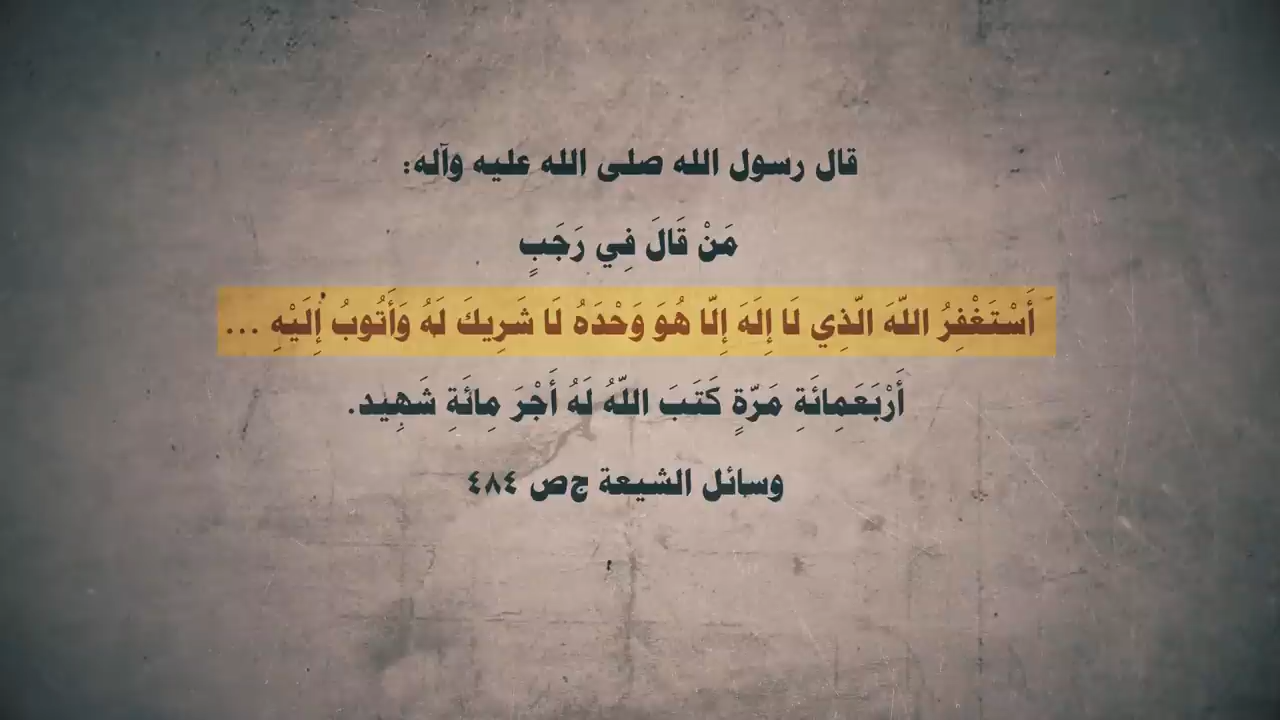 قال رسول الله صلى الله عليه وآله:
مَنْ قَالَ فِي رَجَبٍ
أَسْتَغْفِرُ اللّهَ الَّذِي لَا إِلَهَ إِلّا هُوَ وَحْدَهُ لَا شَرِيكَ لَهُ وَأَتُوبُ إِلَيْهِ ...
أَرْبَعَمِائَةِ مَرّةٍ كَتَبَ اللّهُ لَهُ أَجْرَ مِائَةِ شَهِيد.
وسائل الشيعة ج ص ٤٨٤